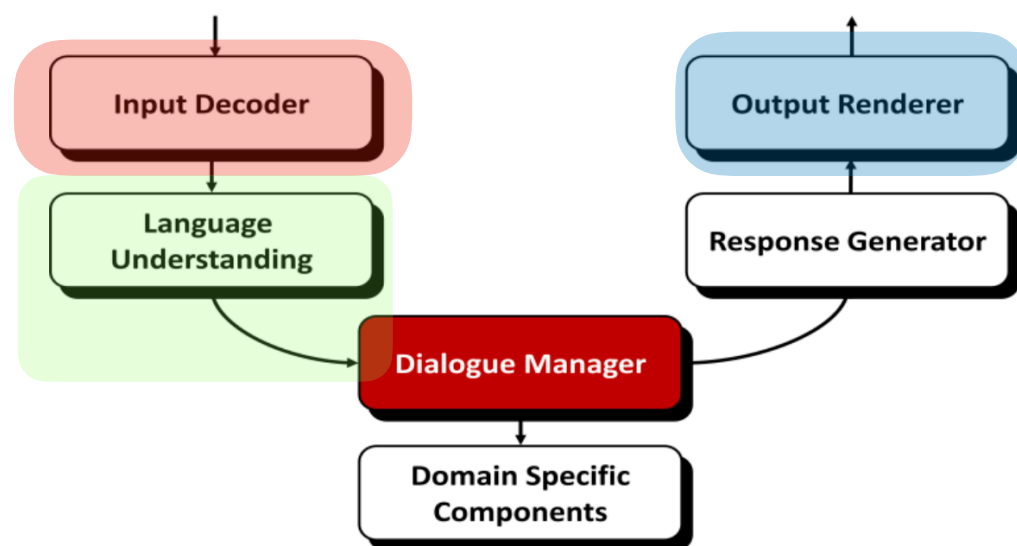 Input Decoder
Output Renderer
Language
Understanding
Response Generator
Dialogue Manager
Domain Specific
Components